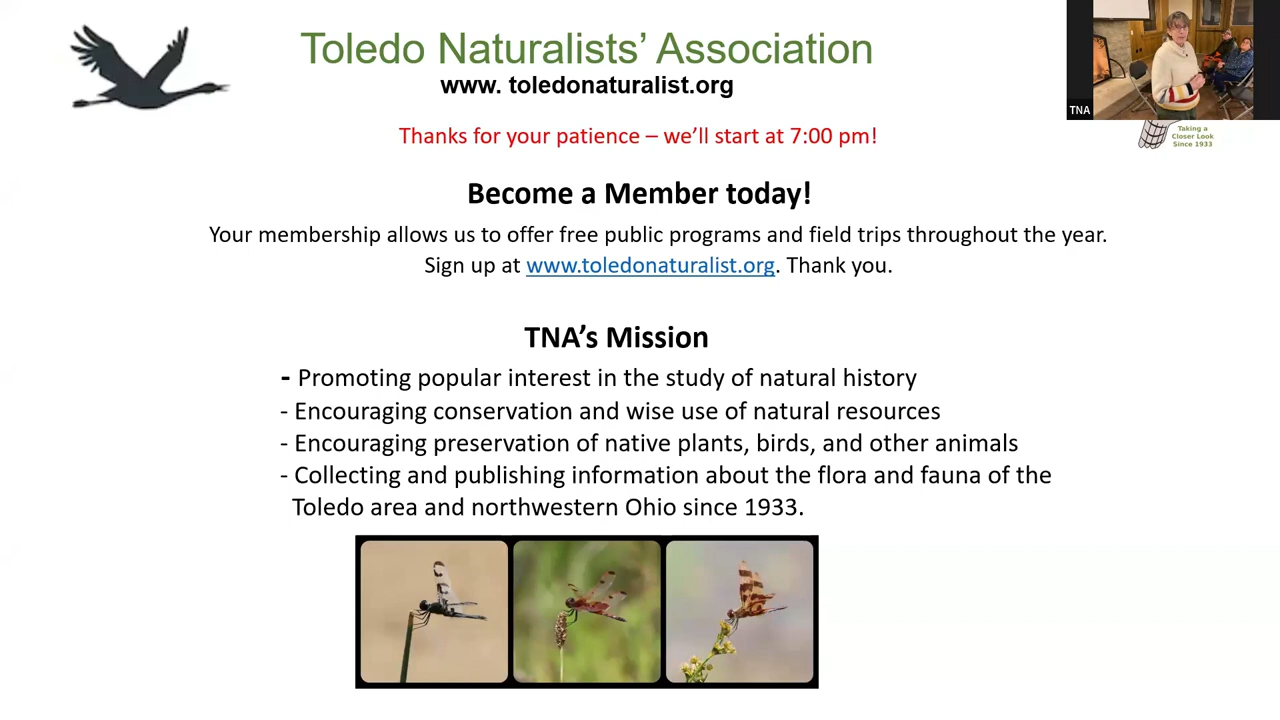 Toledo Naturalists’ Association
www. toledonaturalist.org
TNA
Thanks for your patience – we’ll start at 7:00 pm!
Taking a
Closer Look
Since 1933
Become a Member today!
Your membership allows us to offer free public programs and field trips throughout the year.
Sign up at www.toledonaturalist.org. Thank you.
TNA’s Mission
- Promoting popular interest in the study of natural history
- Encouraging conservation and wise use of natural resources
- Encouraging preservation of native plants, birds, and other animals
- Collecting and publishing information about the flora and fauna of the
Toledo area and northwestern Ohio since 1933.